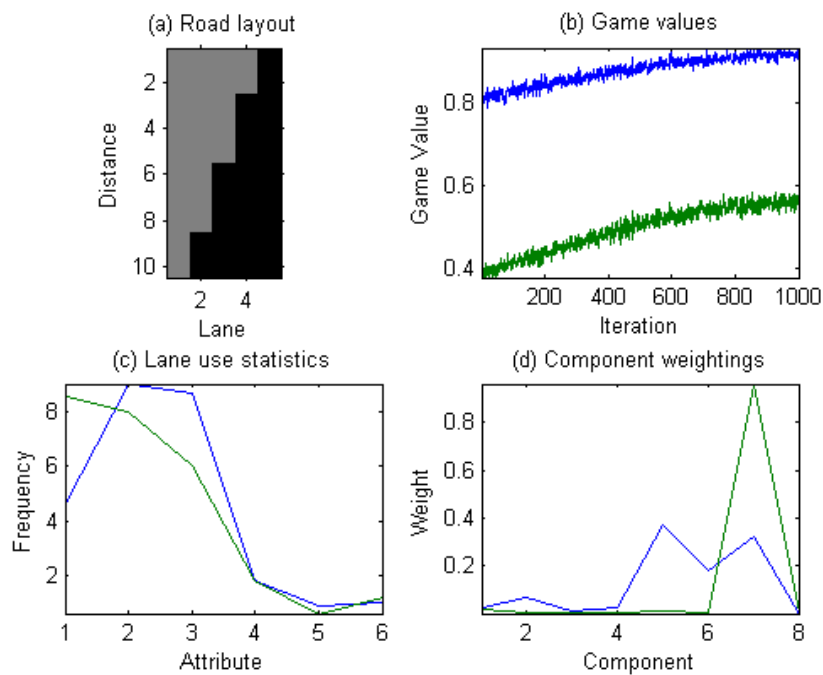 (a) Road layout
Distance
2
4
6
8
10
2 4
Lane
(b) Game values
Game Value
0.8
0.6
0.4
200 400 600 800 1000
Iteration
(c) Lane use statistics
Frequency
8
6
4
2
1 2 3 4 5 6
Attribute
(d) Component weightings
Weight
0.8
0.6
0.4
0.2
2 4 6 8
Component